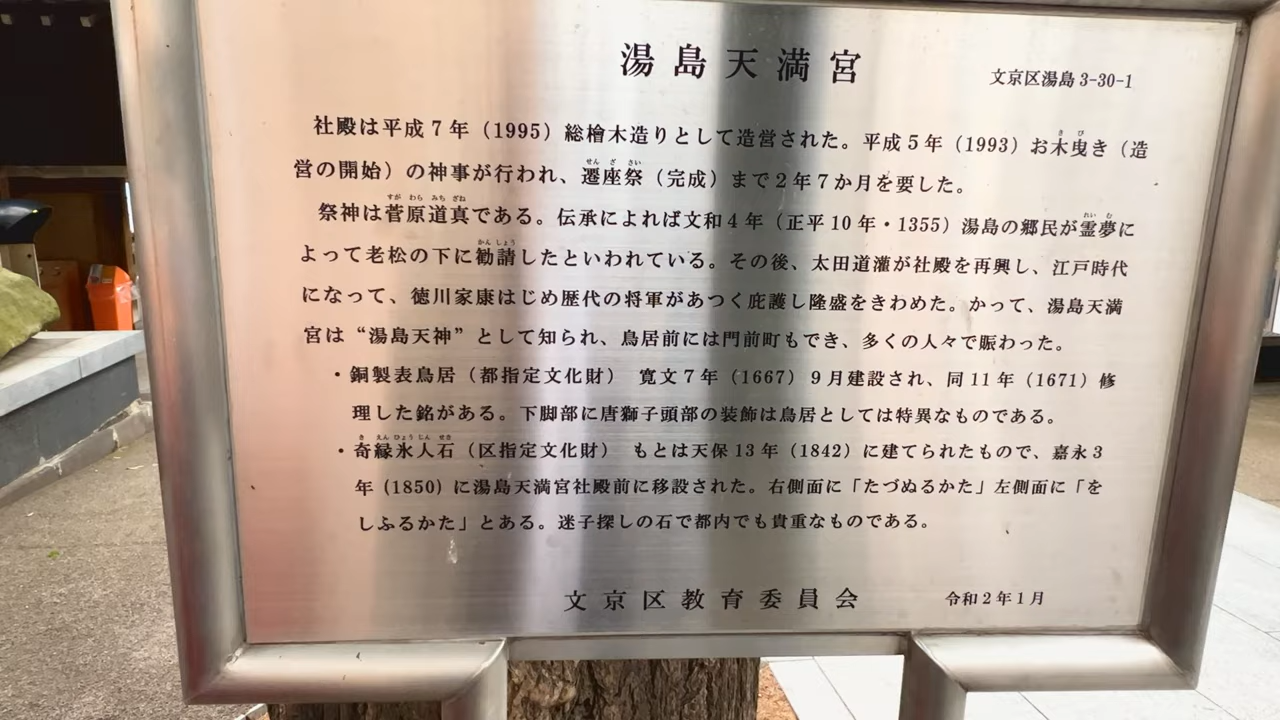 湯島天満宮
文京区湯島3-30-1
社殿は平成7年（1995）総檜木造りとして造営された。平成5年（1993）お木曳き（造
営の開始）の神事が行われ、遷座祭（完成）まで2年7か月を要した。
祭神は菅原道真である。伝承によれば文和4年（正平10年・1355）湯島の郷民が霊夢に
よって老松の下に勧請したといわれている。その後、太田道灌が社殿を再興し、江戸時代
になって、徳川家康はじめ歴代の将軍があつく庇護し隆盛をきわめた。かって、湯島天満
宮は“湯島天神”として知られ、鳥居前には門前町もでき、多くの人々で賑わった。
・銅製表鳥居（都指定文化財）　寛文7年（1667）9月建設され、同11年（1671）修
理した銘がある。下脚部に唐獅子頭部の装飾は鳥居としては特異なものである。
・奇縁氷人石（区指定文化財）　もとは天保13年（1842）に建てられたもので、嘉永3
年（1850）に湯島天満宮社殿前に移設された。右側面に「たづぬるかた」左側面に「を
しふるかた」とある。迷子探しの石で都内でも貴重なものである。
文京区教育委員会
令和2年1月